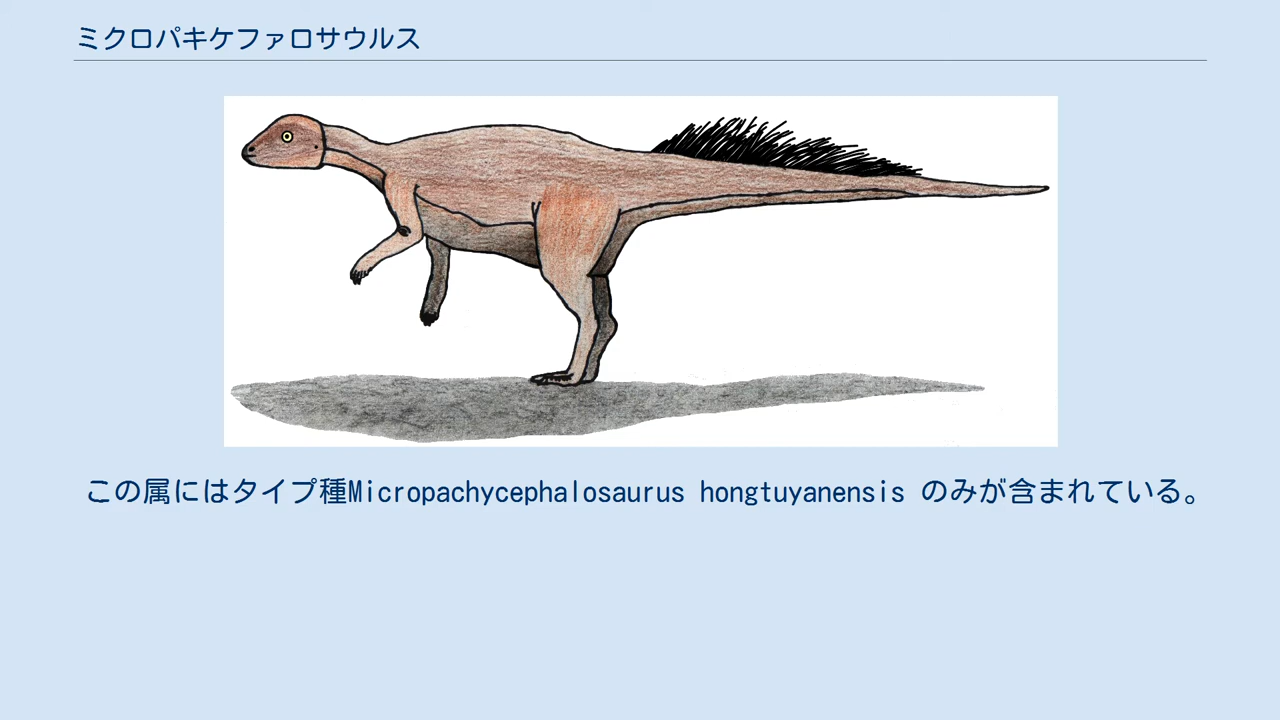 ミクロパキケファロサウルス
この属にはタイプ種Micropachycephalosaurus hongtuyanensis のみが含まれている。